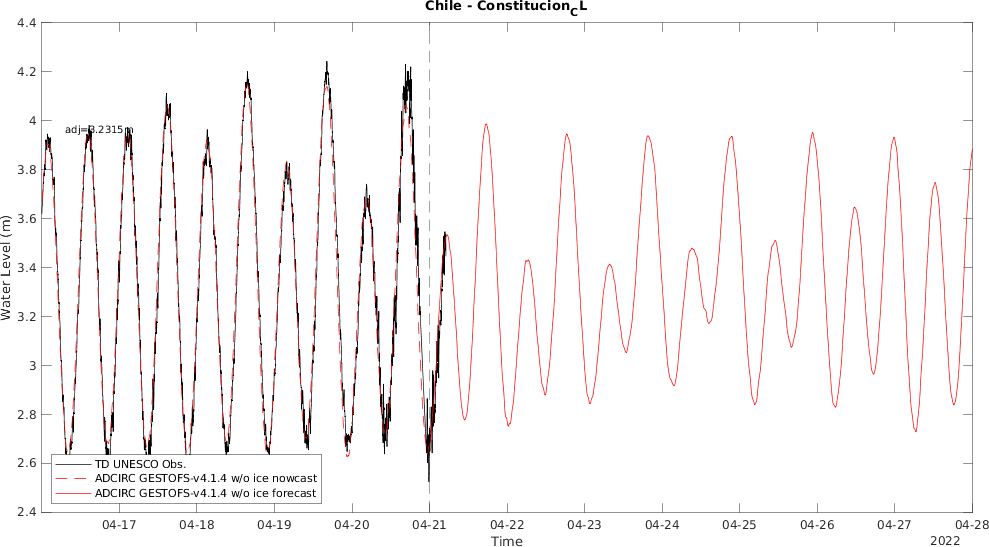 Chile - Constitucion_CL
4.4
4.2
4
3.8
3.6
3.4
3.2
3
2.8
2.6
2.4
Water Level (m)
adj=3.2315 m
TD UNESCO Obs.
ADCIRC GESTOFS-v4.1.4 w/o ice nowcast
ADCIRC GESTOFS-v4.1.4 w/o ice forecast
04-17 04-18 04-19 04-20 04-21 04-22 04-23 04-24 04-25 04-26 04-27 04-28
Time
2022